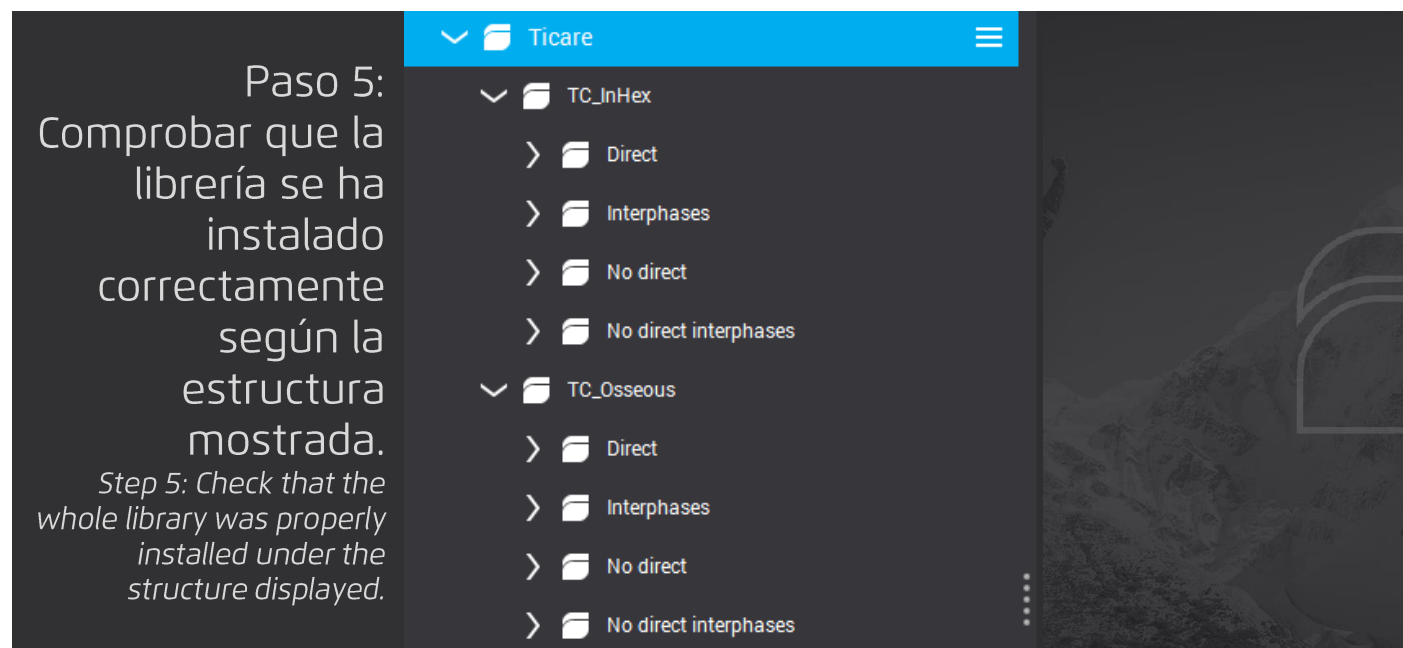 Paso 5:
Comprobar que la
librería se ha
instalado
correctamente
según la
estructura
mostrada.
Step 5: Check that the
whole library was properly
installed under the
structure displayed.
Ticare
TC_InHex
Direct
Interphases
No direct
No direct interphases
TC_Osseous
Direct
Interphases
No direct
No direct interphases